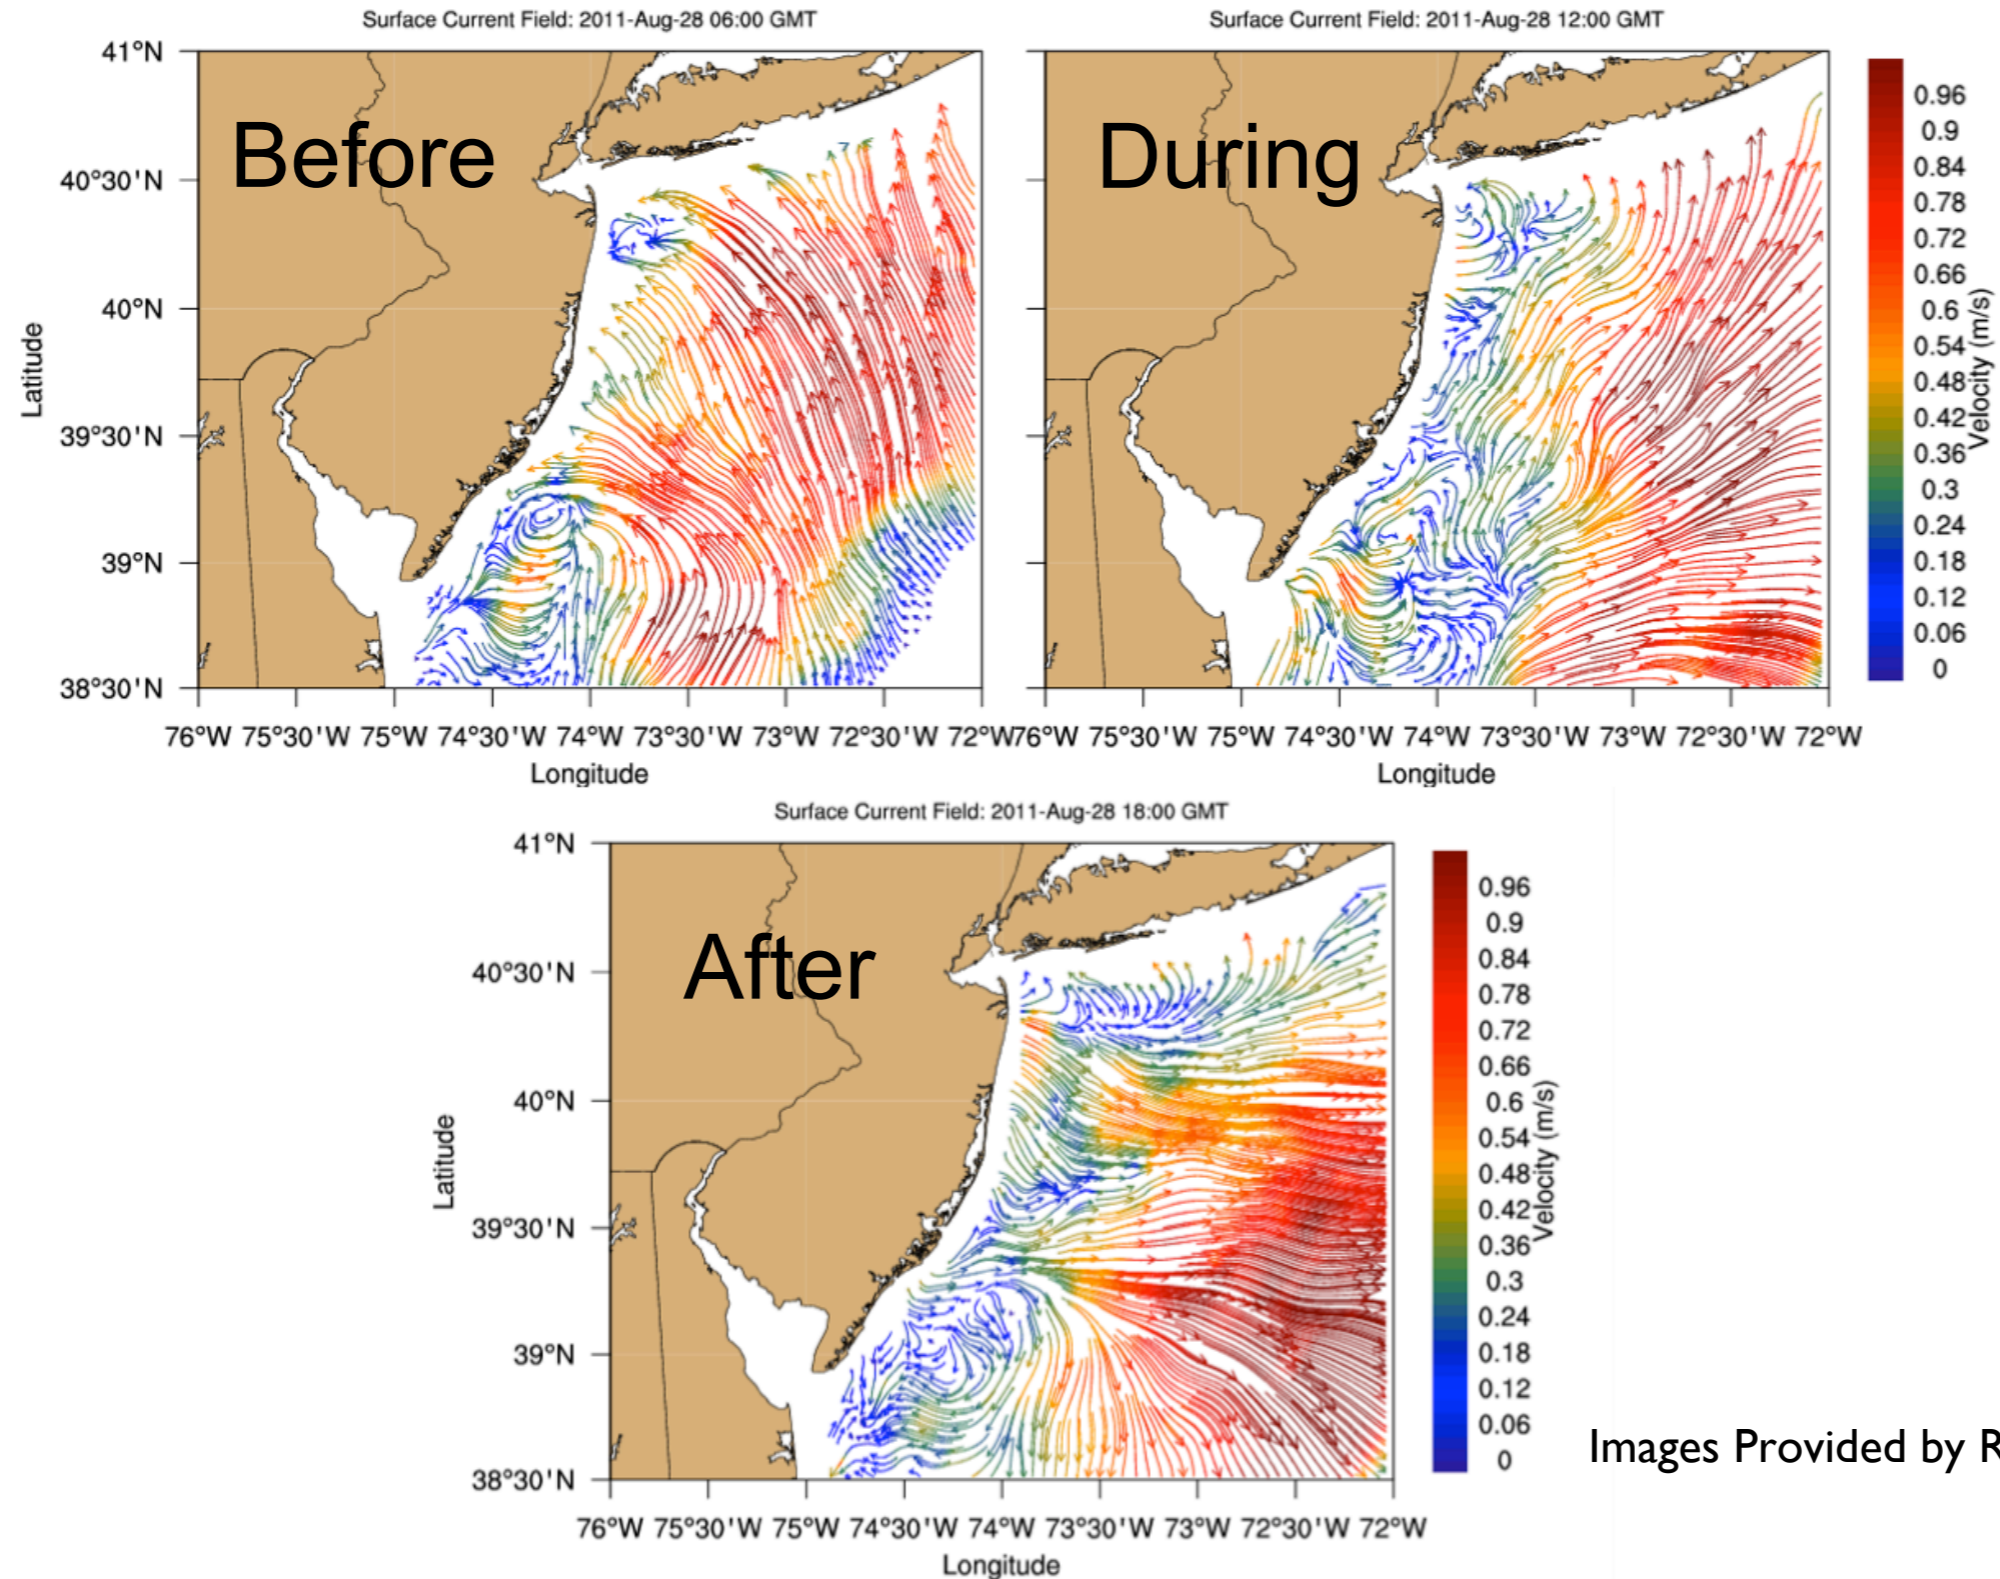 Surface Current Field: 2011-Aug-28 06:00 GMT
Before
41°N
40°30'N
40°N
39°30'N
39°N
38°30'N
Latitude
76°W 75°30'W 75°W 74°30'W 74°W 73°30'W 73°W 72°30'W 72°W
Longitude
Surface Current Field: 2011-Aug-28 12:00 GMT
During
76°W 75°30'W 75°W 74°30'W 74°W 73°30'W 73°W 72°30'W 72°W
Longitude
0.96
0.9
0.84
0.78
0.72
0.66
0.6
0.54
0.48
0.42
0.36
0.3
0.24
0.18
0.12
0.06
0
Velocity (m/s)
Surface Current Field: 2011-Aug-28 18:00 GMT
After
41°N
40°30'N
40°N
39°30'N
39°N
38°30'N
Latitude
76°W 75°30'W 75°W 74°30'W 74°W 73°30'W 73°W 72°30'W 72°W
Longitude
0.96
0.9
0.84
0.78
0.72
0.66
0.6
0.54
0.48
0.42
0.36
0.3
0.24
0.18
0.12
0.06
0
Velocity (m/s)
Images Provided by R